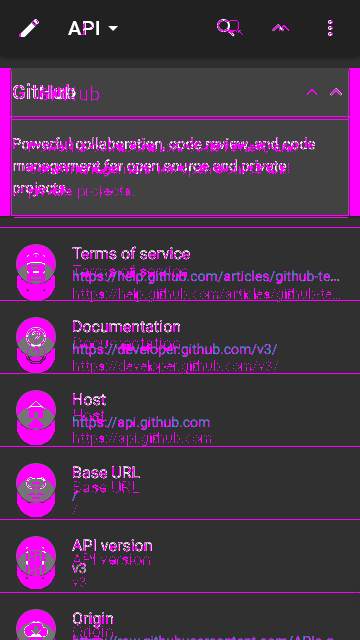 API
GitHub
Powerful collaboration, code review, and code
management for open source and private
projects.
Terms of service
https://help.github.com/articles/github-te...
Documentation
https://developer.github.com/v3/
Host
https://api.github.com
Base URL
/
API version
v3
Origin